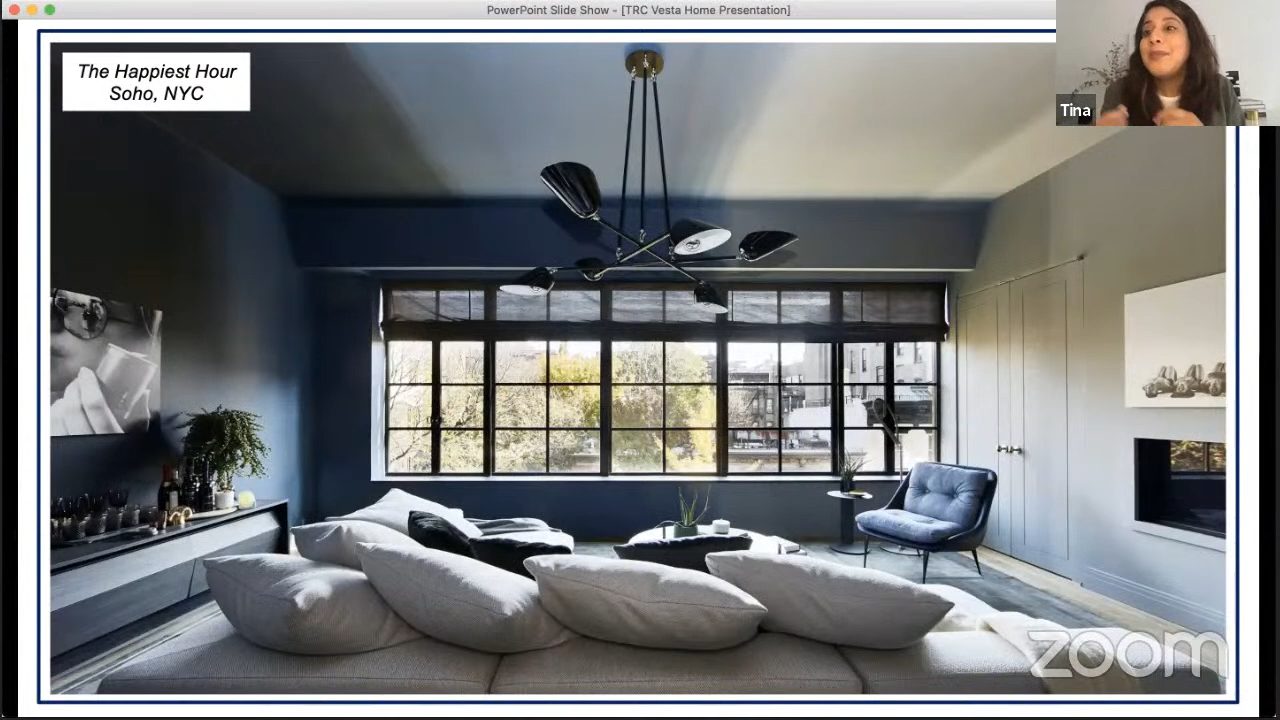 PowerPoint Slide Show - [TRC Vesta Home Presentation]
The Happiest Hour
Soho, NYC
Tina
zoom